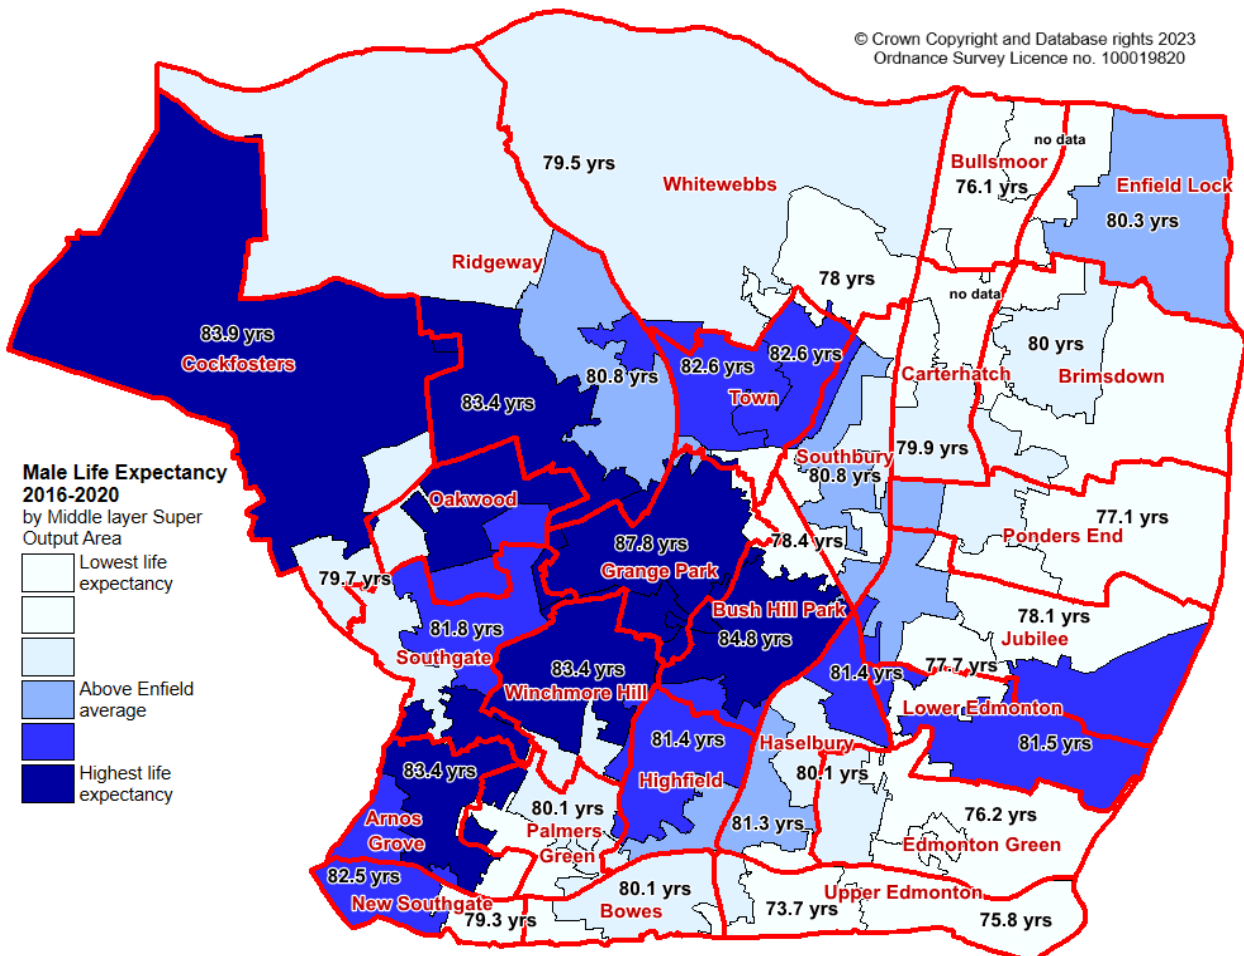 © Crown Copyright and Database rights 2023
Ordnance Survey Licence no. 100019820
no data
Bullsmoor
79.5 yrs
Whitewebbs
76.1 yrs
Enfield Lock
80.3 yrs
Ridgeway
78 yrs
no data
83.9 yrs
Cockfosters
80 yrs
82.6 yrs
82.6 yrs
80.8 yrs
Carterhatch
Brimsdown
83.4 yrs
Town
79.9 yrs
Southbury
80.8 yrs
Male Life Expectancy
2016-2020
by Middle layer Super
Output Area
Lowest life
expectancy
Above Enfield
average
Highest life
expectancy
Oakwood
77.1 yrs
Ponders End
87.8 yrs
Grange Park
78.4 yrs
79.7 yrs
Bush Hill Park
84.8 yrs
78.1 yrs
Jubilee
81.8 yrs
Southgate
83.4 yrs
Winchmore Hill
81.4 yrs
77.7 yrs
Lower Edmonton
81.5 yrs
81.4 yrs
Highfield
Haselbury
80.1 yrs
83.4 yrs
Arnos
Grove
80.1 yrs
Palmers
Green
81.3 yrs
76.2 yrs
Edmonton Green
82.5 yrs
New Southgate
79.3 yrs
80.1 yrs
Bowes
Upper Edmonton
73.7 yrs
75.8 yrs